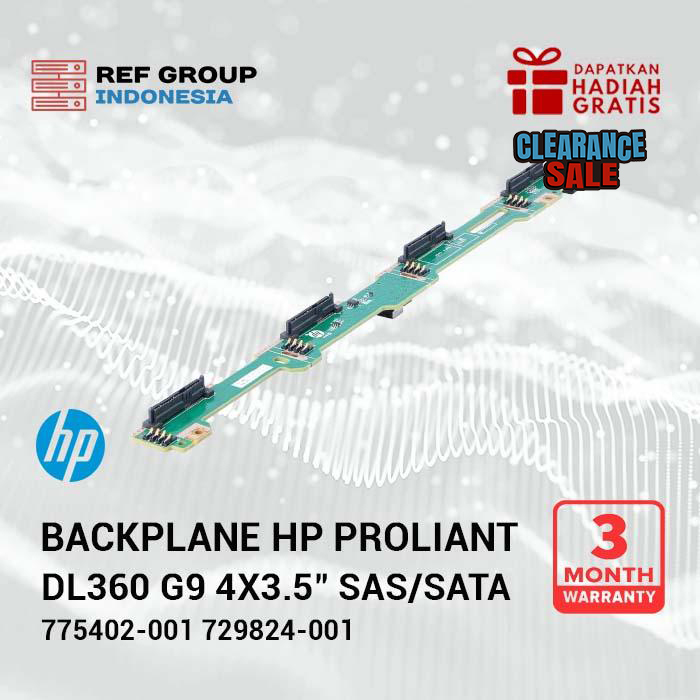 REF GROUP
INDONESIA
DAPATKAN
HADIAH
GRATIS
CLEARANCE
SALE
hp
hp
BACKPLANE HP PROLIANT
DL360 G9 4X3.5" SAS/SATA
775402-001 729824-001
3
MONTH
WARRANTY